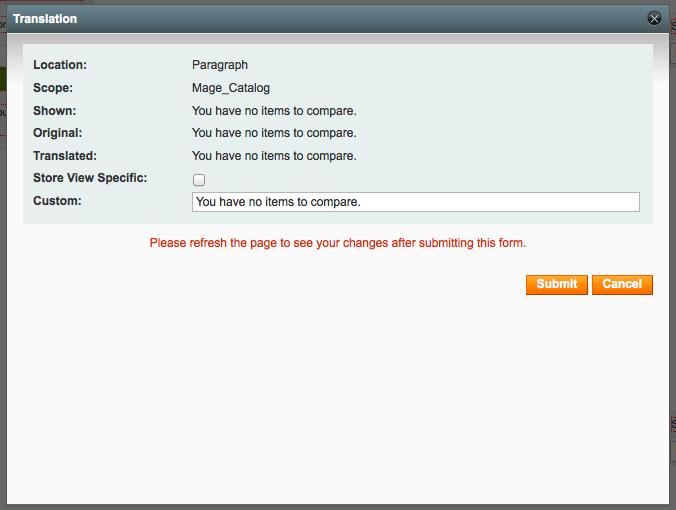 Translation
Location: Paragraph
Scope: Mage_Catalog
Shown: You have no items to compare.
Original: You have no items to compare.
Translated: You have no items to compare.
Store View Specific:
Custom: You have no items to compare.
Please refresh the page to see your changes after submitting this form.
Submit Cancel